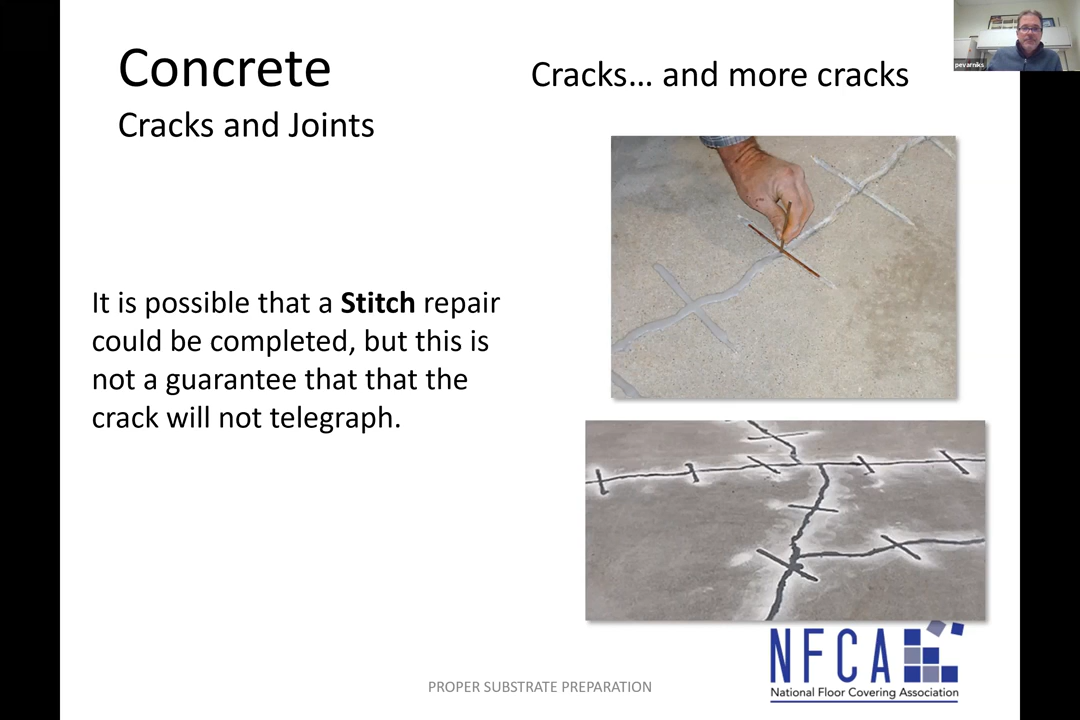 Concrete
Cracks and Joints
Cracks… and more cracks
pevarniks
It is possible that a Stitch repair
could be completed, but this is
not a guarantee that that the
crack will not telegraph.
NFCA
National Floor Covering Association
PROPER SUBSTRATE PREPARATION